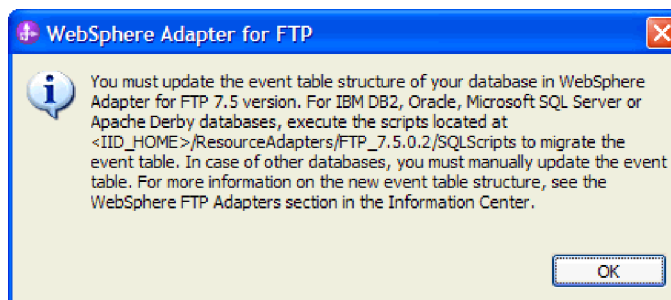 WebSphere Adapter for FTP
You must update the event table structure of your database in WebSphere
Adapter for FTP 7.5 version. For IBM DB2, Oracle, Microsoft SQL Server or
Apache Derby databases, execute the scripts located at
<IID_HOME>/ResourceAdapters/FTP_7.5.0.2/SQLScripts to migrate the
event table. In case of other databases, you must manually update the event
table. For more information on the new event table structure, see the
WebSphere FTP Adapters section in the Information Center.
OK